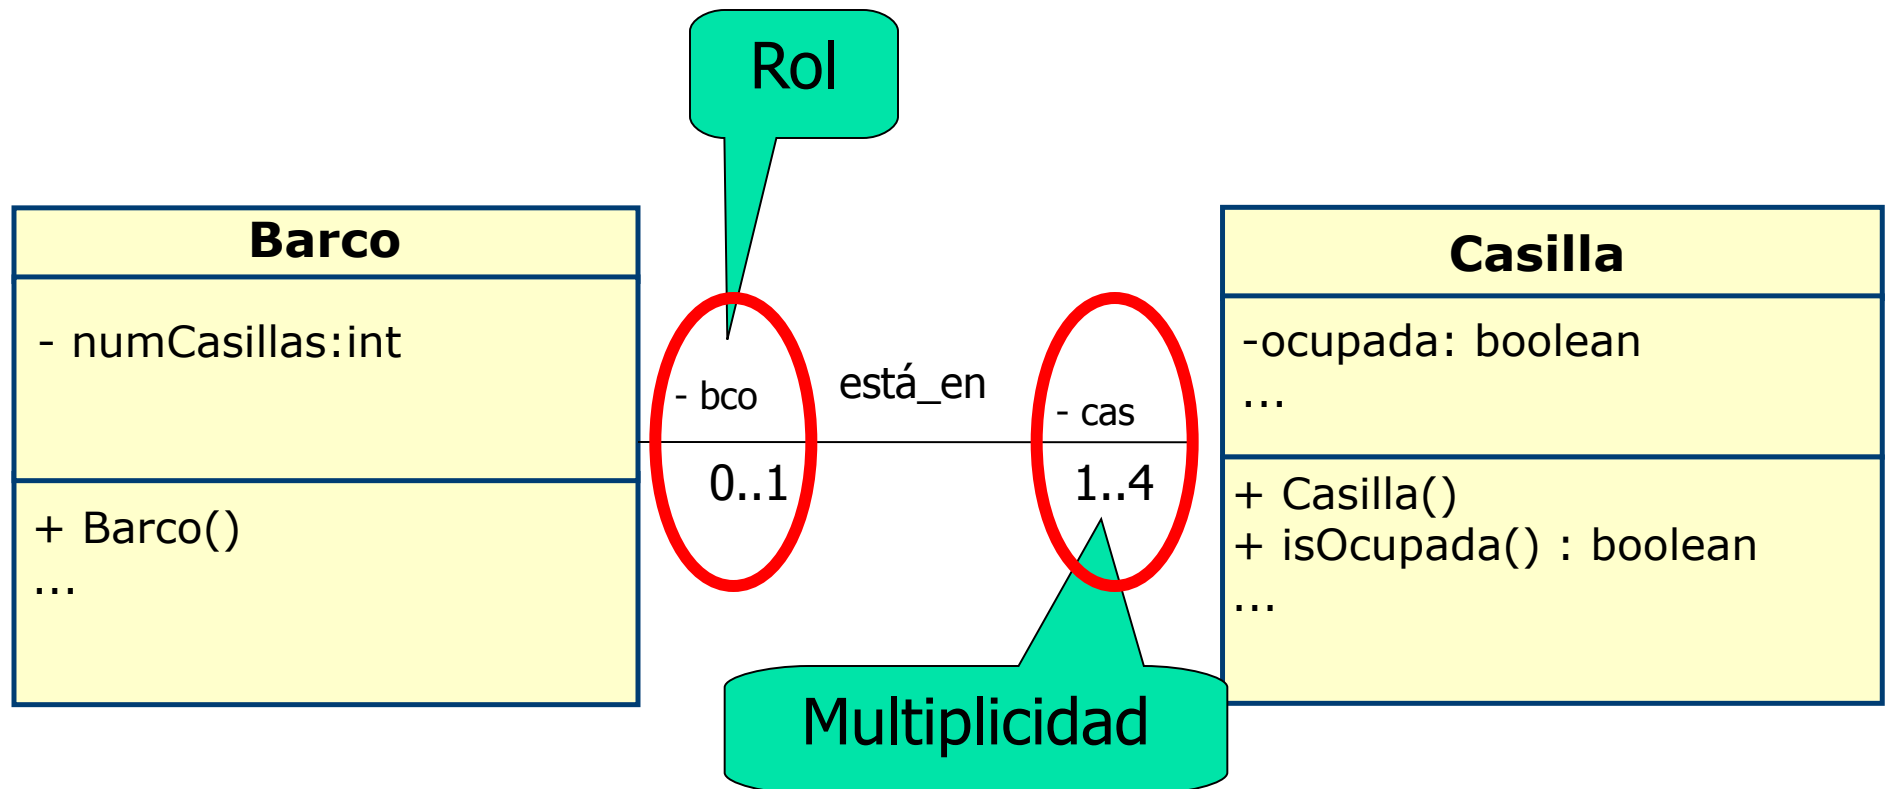 Rol
Barco
- numCasillas:int
+ Barco()
...
- bco
0..1
está_en
- cas
1..4
Casilla
-ocupada: boolean
...
+ Casilla()
+ isOcupada() : boolean
...
Multiplicidad